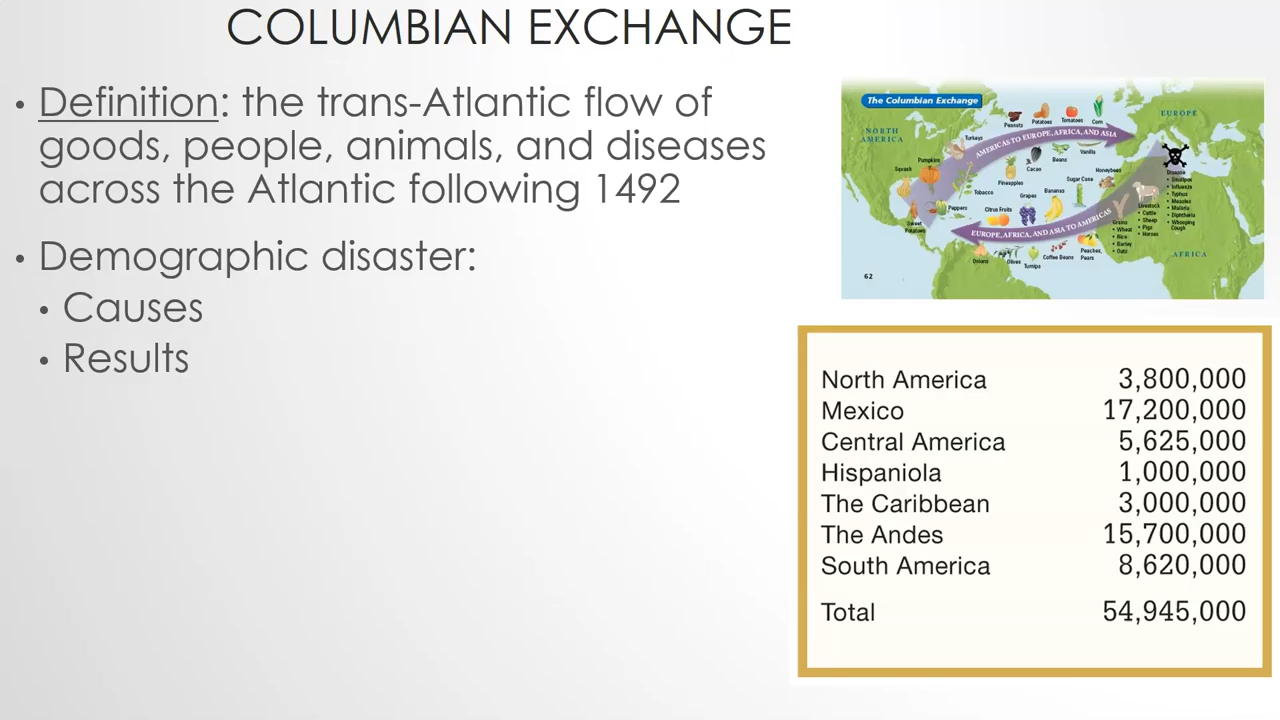 COLUMBIAN EXCHANGE
• Definition: the trans-Atlantic flow of
goods, people, animals, and diseases
across the Atlantic following 1492
• Demographic disaster:
• Causes
• Results
The Columbian Exchange
NORTH
AMERICA
EUROPE
AFRICA
AMERICAS TO EUROPE, AFRICA, AND ASIA
EUROPE, AFRICA, AND ASIA TO AMERICAS
Peanuts
Potatoes
Tomatoes
Corn
Turkeys
Pumpkins
Squash
Pineapples
Cacao
Beans
Vanilla
Tobacco
Peppers
Sweet
Potatoes
Citrus Fruits
Grapes
Bananas
Sugar Cane
Honeybees
Onions
Olives
Turnips
Coffee Beans
Peaches,
Pears
Grains
• Wheat
• Rice
• Barley
• Oats
Livestock
• Cattle
• Sheep
• Pigs
• Horses
Disease
• Smallpox
• Influenza
• Typhus
• Measles
• Malaria
• Diphtheria
• Whooping
Cough
62
North America 3,800,000
Mexico 17,200,000
Central America 5,625,000
Hispaniola 1,000,000
The Caribbean 3,000,000
The Andes 15,700,000
South America 8,620,000
Total 54,945,000